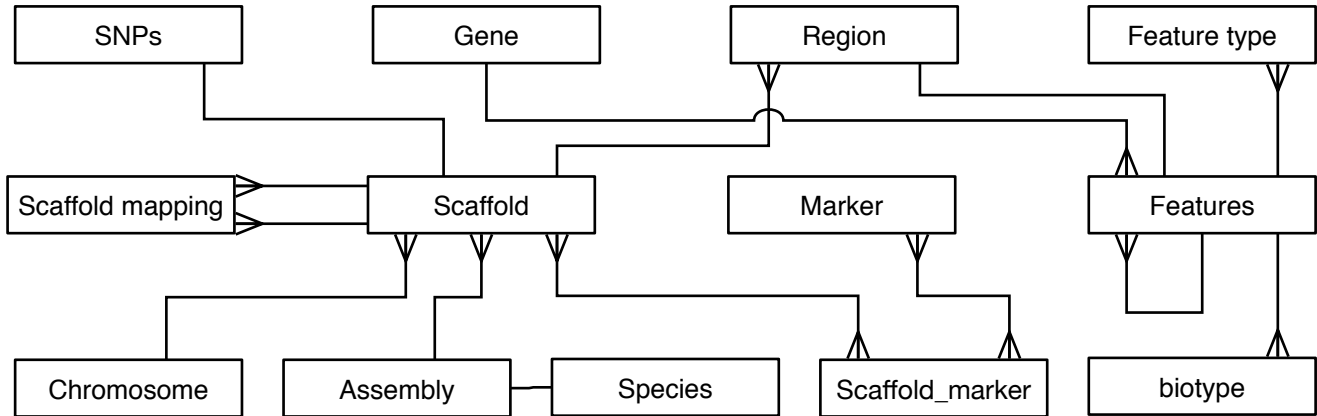 SNPs
Gene
Region
Feature type
Scaffold mapping
Scaffold
Marker
Features
Chromosome
Assembly
Species
Scaffold_marker
biotype